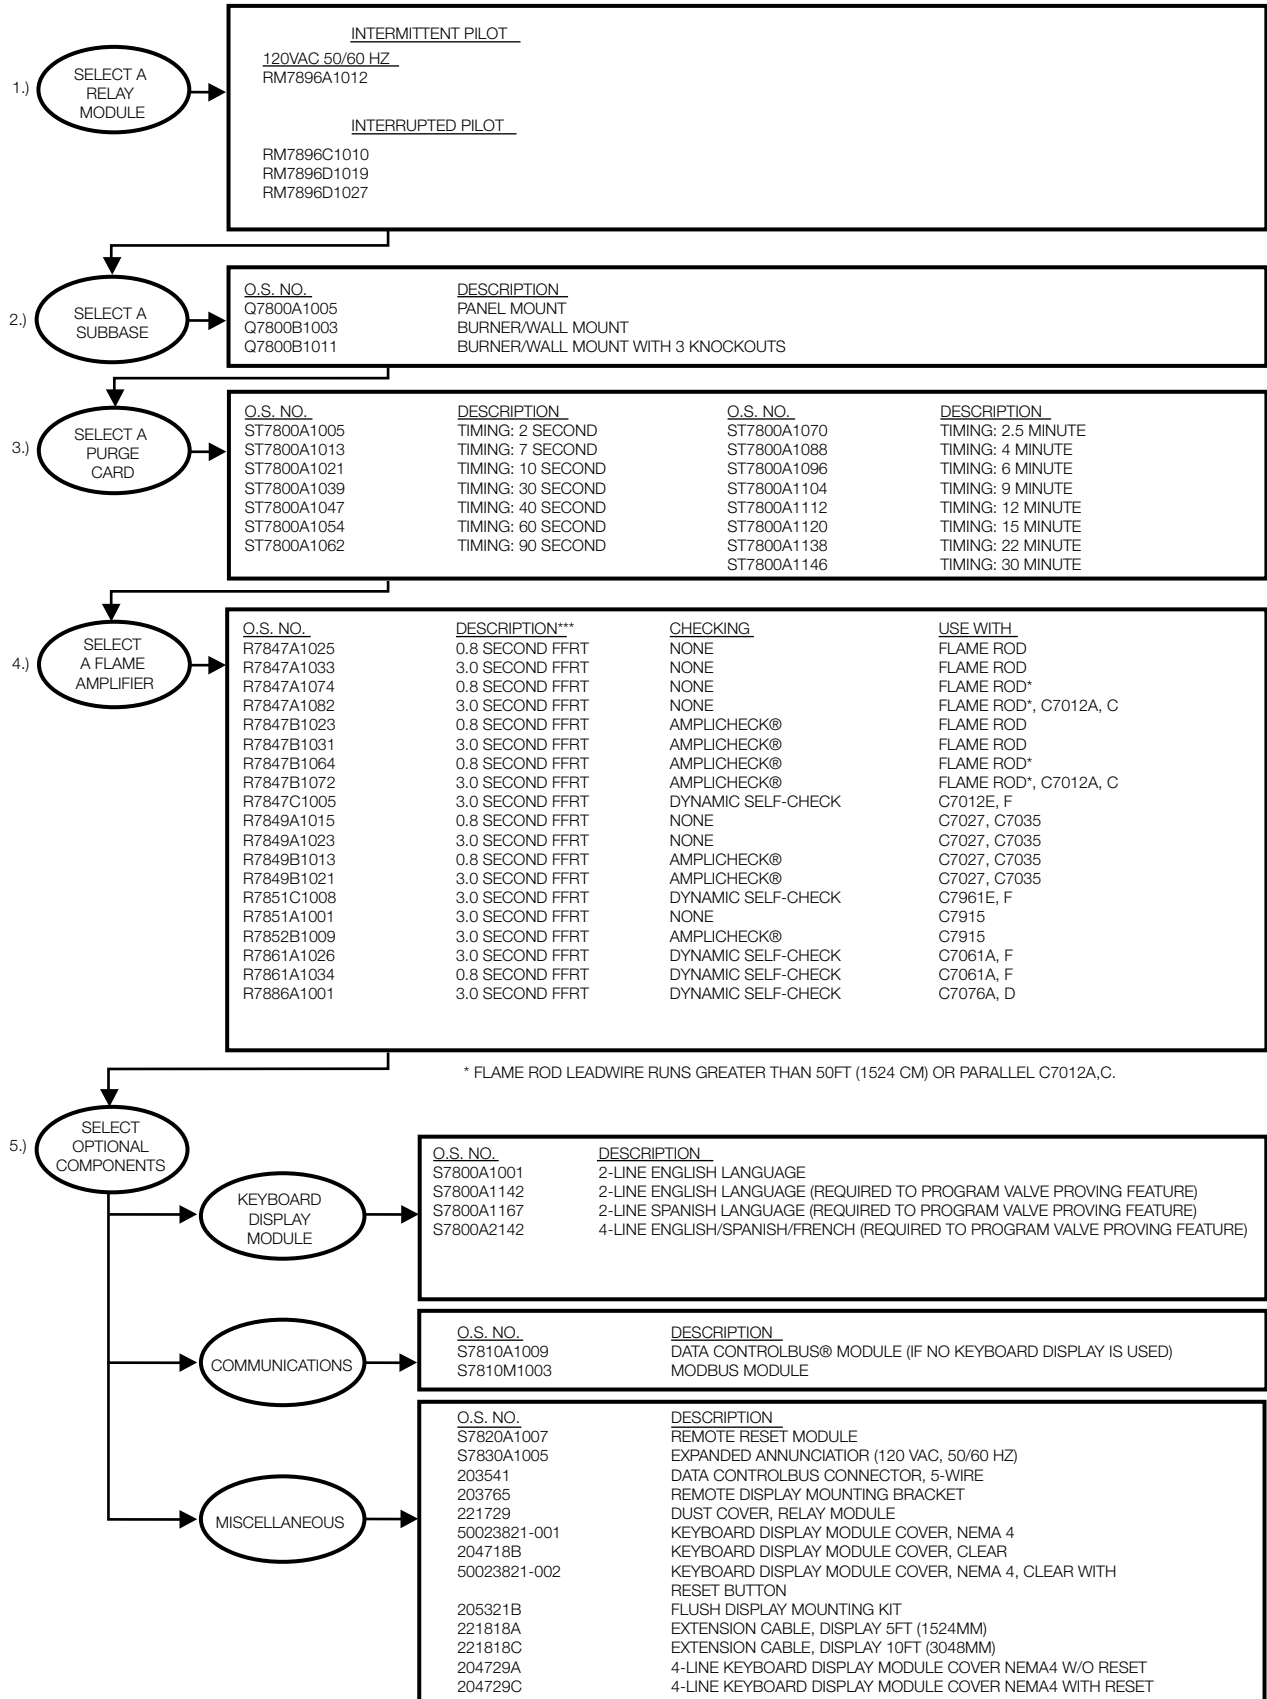 1.) SELECT A
RELAY
MODULE
INTERMITTENT PILOT
120VAC 50/60 HZ
RM7896A1012
INTERRUPTED PILOT
RM7896C1010
RM7896D1019
RM7896D1027
2.) SELECT A
SUBBASE
O.S. NO. DESCRIPTION
Q7800A1005 PANEL MOUNT
Q7800B1003 BURNER/WALL MOUNT
Q7800B1011 BURNER/WALL MOUNT WITH 3 KNOCKOUTS
3.) SELECT A
PURGE
CARD
O.S. NO. DESCRIPTION O.S. NO. DESCRIPTION
ST7800A1005 TIMING: 2 SECOND ST7800A1070 TIMING: 2.5 MINUTE
ST7800A1013 TIMING: 7 SECOND ST7800A1088 TIMING: 4 MINUTE
ST7800A1021 TIMING: 10 SECOND ST7800A1096 TIMING: 6 MINUTE
ST7800A1039 TIMING: 30 SECOND ST7800A1104 TIMING: 9 MINUTE
ST7800A1047 TIMING: 40 SECOND ST7800A1112 TIMING: 12 MINUTE
ST7800A1054 TIMING: 60 SECOND ST7800A1120 TIMING: 15 MINUTE
ST7800A1062 TIMING: 90 SECOND ST7800A1138 TIMING: 22 MINUTE
ST7800A1146 TIMING: 30 MINUTE
4.) SELECT
A FLAME
AMPLIFIER
O.S. NO. DESCRIPTION*** CHECKING USE WITH
R7847A1025 0.8 SECOND FFRT NONE FLAME ROD
R7847A1033 3.0 SECOND FFRT NONE FLAME ROD
R7847A1074 0.8 SECOND FFRT NONE FLAME ROD*
R7847A1082 3.0 SECOND FFRT NONE FLAME ROD*, C7012A, C
R7847B1023 0.8 SECOND FFRT AMPLICHECK® FLAME ROD
R7847B1031 3.0 SECOND FFRT AMPLICHECK® FLAME ROD
R7847B1064 0.8 SECOND FFRT AMPLICHECK® FLAME ROD*
R7847B1072 3.0 SECOND FFRT AMPLICHECK® FLAME ROD*, C7012A, C
R7847C1005 3.0 SECOND FFRT DYNAMIC SELF-CHECK C7012E, F
R7849A1015 0.8 SECOND FFRT NONE C7027, C7035
R7849A1023 3.0 SECOND FFRT NONE C7027, C7035
R7849B1013 0.8 SECOND FFRT AMPLICHECK® C7027, C7035
R7849B1021 3.0 SECOND FFRT AMPLICHECK® C7027, C7035
R7851C1008 3.0 SECOND FFRT DYNAMIC SELF-CHECK C7961E, F
R7851A1001 3.0 SECOND FFRT NONE C7915
R7852B1009 3.0 SECOND FFRT AMPLICHECK® C7915
R7861A1026 3.0 SECOND FFRT DYNAMIC SELF-CHECK C7061A, F
R7861A1034 0.8 SECOND FFRT DYNAMIC SELF-CHECK C7061A, F
R7886A1001 3.0 SECOND FFRT DYNAMIC SELF-CHECK C7076A, D
* FLAME ROD LEADWIRE RUNS GREATER THAN 50FT (1524 CM) OR PARALLEL C7012A,C.
5.) SELECT
OPTIONAL
COMPONENTS
KEYBOARD
DISPLAY
MODULE
O.S. NO. DESCRIPTION
S7800A1001 2-LINE ENGLISH LANGUAGE
S7800A1142 2-LINE ENGLISH LANGUAGE (REQUIRED TO PROGRAM VALVE PROVING FEATURE)
S7800A1167 2-LINE SPANISH LANGUAGE (REQUIRED TO PROGRAM VALVE PROVING FEATURE)
S7800A2142 4-LINE ENGLISH/SPANISH/FRENCH (REQUIRED TO PROGRAM VALVE PROVING FEATURE)
COMMUNICATIONS
O.S. NO. DESCRIPTION
S7810A1009 DATA CONTROLBUS® MODULE (IF NO KEYBOARD DISPLAY IS USED)
S7810M1003 MODBUS MODULE
MISCELLANEOUS
O.S. NO. DESCRIPTION
S7820A1007 REMOTE RESET MODULE
S7830A1005 EXPANDED ANNUNCIATIOR (120 VAC, 50/60 HZ)
203541 DATA CONTROLBUS CONNECTOR, 5-WIRE
203765 REMOTE DISPLAY MOUNTING BRACKET
221729 DUST COVER, RELAY MODULE
50023821-001 KEYBOARD DISPLAY MODULE COVER, NEMA 4
204718B KEYBOARD DISPLAY MODULE COVER, CLEAR
50023821-002 KEYBOARD DISPLAY MODULE COVER, NEMA 4, CLEAR WITH
RESET BUTTON
205321B FLUSH DISPLAY MOUNTING KIT
221818A EXTENSION CABLE, DISPLAY 5FT (1524MM)
221818C EXTENSION CABLE, DISPLAY 10FT (3048MM)
204729A 4-LINE KEYBOARD DISPLAY MODULE COVER NEMA4 W/O RESET
204729C 4-LINE KEYBOARD DISPLAY MODULE COVER NEMA4 WITH RESET